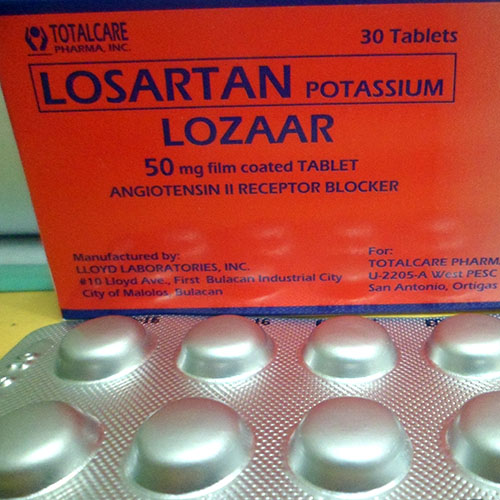 TOTALCARE
PHARMA, INC.
30 Tablets
LOSARTAN POTASSIUM
LOZAAR
50 mg film coated TABLET
ANGIOTENSIN II RECEPTOR BLOCKER
Manufactured by:
LLOYD LABORATORIES, INC.
#10 Lloyd Ave., First Bulacan Industrial City
City of Malolos, Bulacan
For:
TOTALCARE PHARM
U-2205-A West PESC
San Antonio, Ortigas
16
16